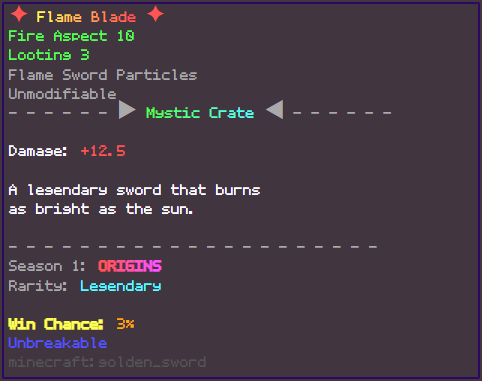 ✦ Flame Blade ✦
Fire Aspect 10
Looting 3
Flame Sword Particles
Unmodifiable
- - - - - - ▶ Mystic Crate ◀ - - - - - -
Damage: +12.5
A legendary sword that burns
as bright as the sun.
- - - - - - - - - - - - - - - - - - - - - -
Season 1: ORIGINS
Rarity: Legendary
Win Chance: 3%
Unbreakable
minecraft:golden_sword